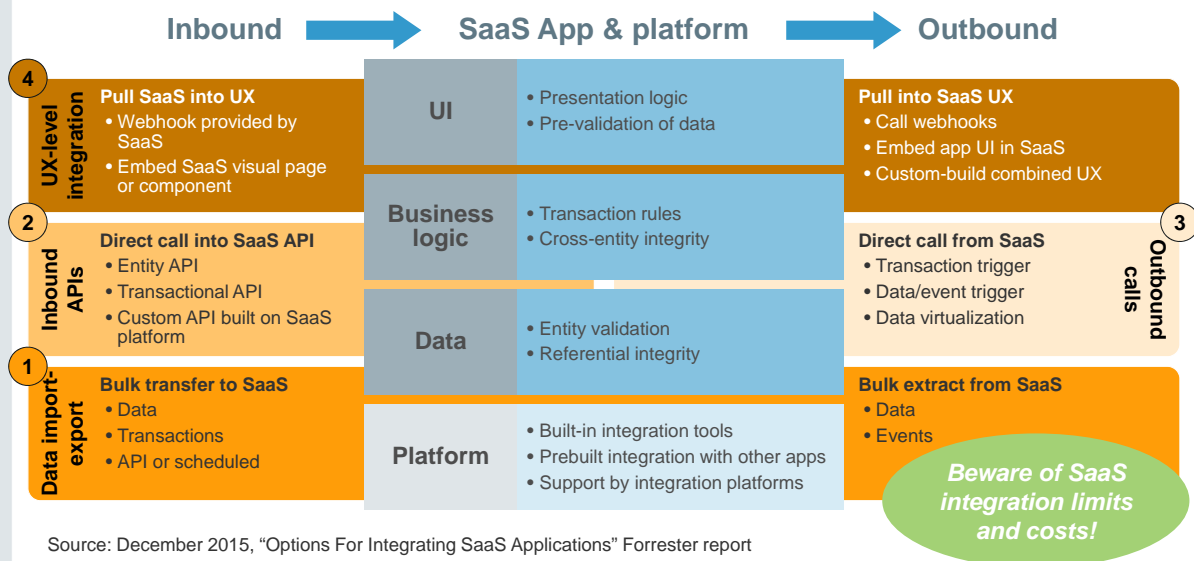 Inbound
SaaS App & platform
Outbound
4
UX-level
integration
Pull SaaS into UX
• Webhook provided by
SaaS
• Embed SaaS visual page
or component
UI
• Presentation logic
• Pre-validation of data
Pull into SaaS UX
• Call webhooks
• Embed app UI in SaaS
• Custom-build combined UX
2
Inbound
APIs
Direct call into SaaS API
• Entity API
• Transactional API
• Custom API built on SaaS
platform
Business
logic
• Transaction rules
• Cross-entity integrity
Data
• Entity validation
• Referential integrity
Direct call from SaaS
• Transaction trigger
• Data/event trigger
• Data virtualization
3
Outbound
calls
1
Data import-
export
Bulk transfer to SaaS
• Data
• Transactions
• API or scheduled
Platform
• Built-in integration tools
• Prebuilt integration with other apps
• Support by integration platforms
Bulk extract from SaaS
• Data
• Events
Beware of SaaS
integration limits
and costs!
Source: December 2015, “Options For Integrating SaaS Applications” Forrester report